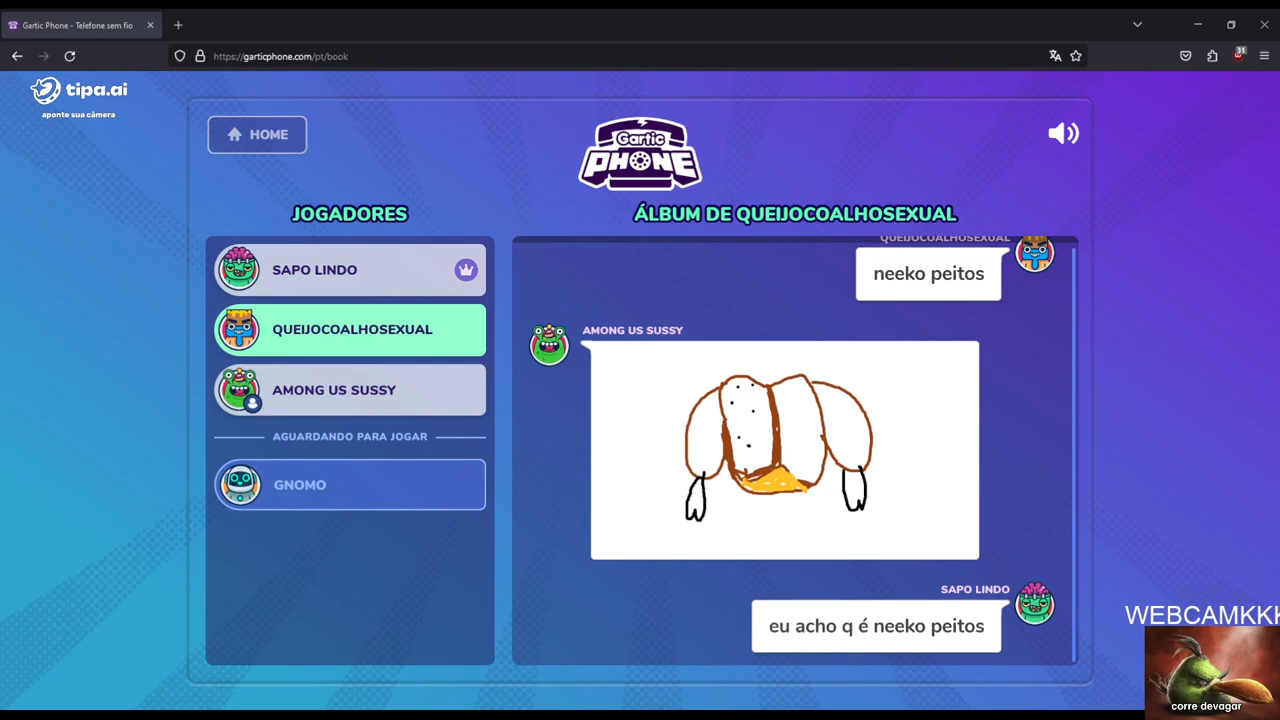 Gartic Phone - Telefone sem fio
https://garticphone.com/pt/book
31
tipa.ai
aponte sua câmera
HOME
Gartic
PHONE
JOGADORES
ÁLBUM DE QUEIJOCOALHOSEXUAL
SAPO LINDO
QUEIJOCOALHOSEXUAL
AMONG US SUSSY
AGUARDANDO PARA JOGAR
GNOMO
QUEIJOCOALHOSEXUAL
neeko peitos
AMONG US SUSSY
SAPO LINDO
eu acho q é neeko peitos
WEBCAMKKK
corre devagar